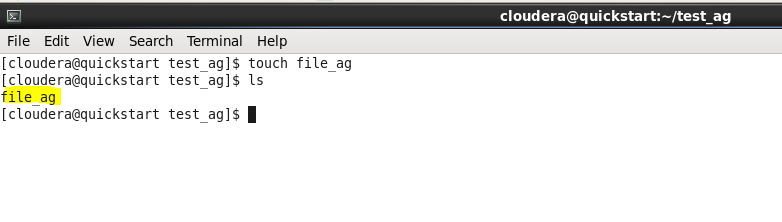 cloudera@quickstart:~/test_ag
File Edit View Search Terminal Help
[cloudera@quickstart test_ag]$ touch file_ag
[cloudera@quickstart test_ag]$ ls
file_ag
[cloudera@quickstart test_ag]$